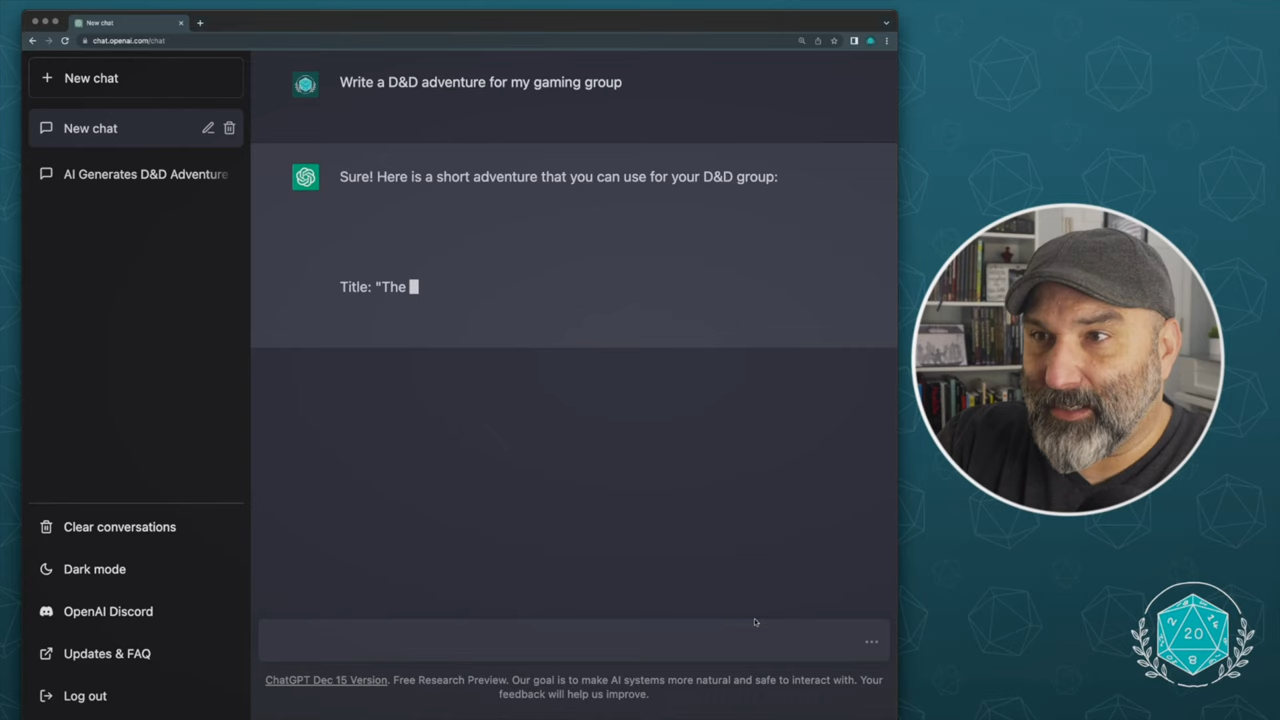 New chat
chat.openai.com/chat
New chat
New chat
AI Generates D&D Adventure
Clear conversations
Dark mode
OpenAI Discord
Updates & FAQ
Log out
Write a D&D adventure for my gaming group
Sure! Here is a short adventure that you can use for your D&D group:
Title: "The
ChatGPT Dec 15 Version. Free Research Preview. Our goal is to make AI systems more natural and safe to interact with. Your
feedback will help us improve.
2
14
20
8